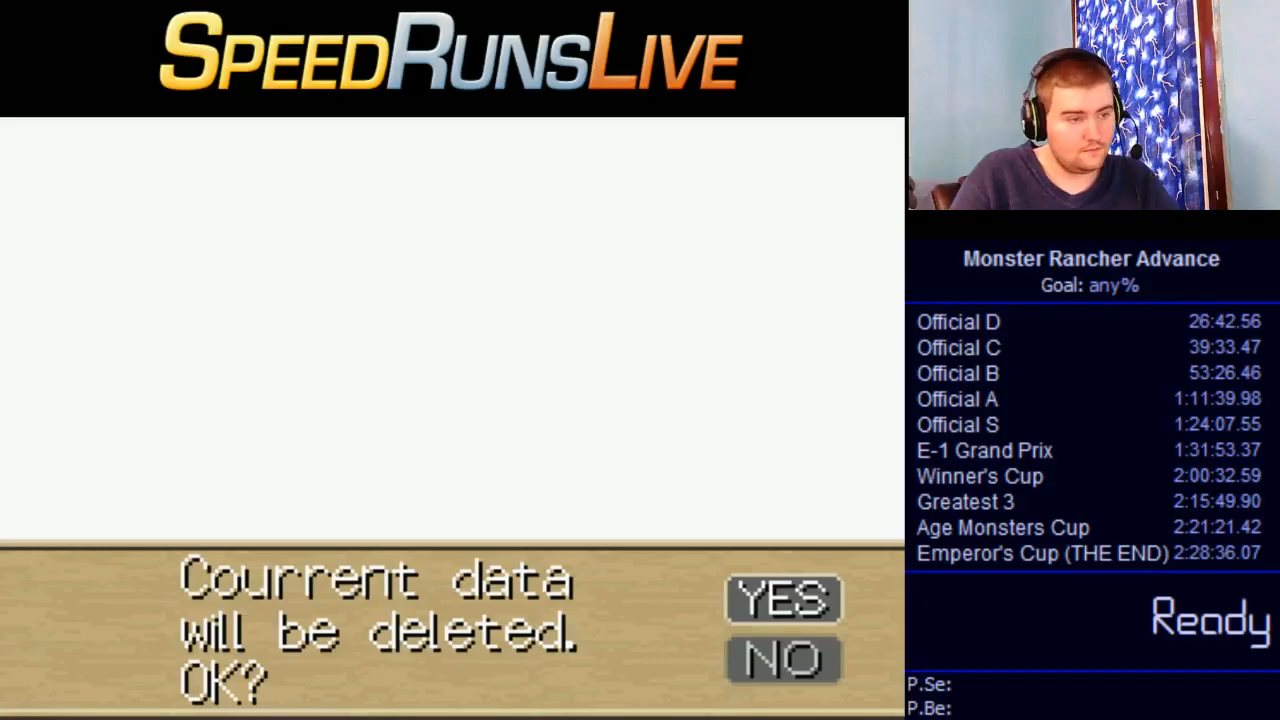 SPEEDRUNSLIVE
Monster Rancher Advance
Goal: any%
Official D 26:42.56
Official C 39:33.47
Official B 53:26.46
Official A 1:11:39.98
Official S 1:24:07.55
E-1 Grand Prix 1:31:53.37
Winner's Cup 2:00:32.59
Greatest 3 2:15:49.90
Age Monsters Cup 2:21:21.42
Emperor's Cup (THE END) 2:28:36.07
Ready
P.Se:
P.Be:
Courrent data
will be deleted.
OK?
YES
NO